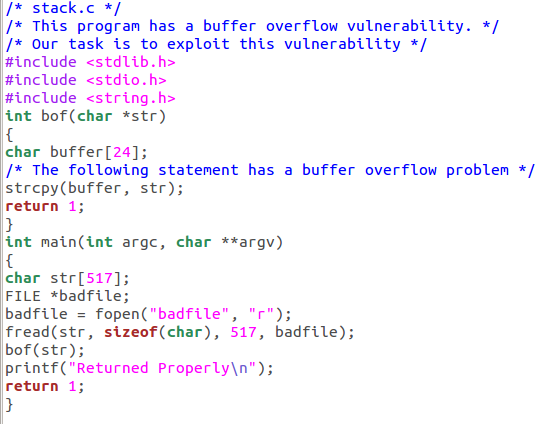 /* stack.c */
/* This program has a buffer overflow vulnerability. */
/* Our task is to exploit this vulnerability */
#include <stdlib.h>
#include <stdio.h>
#include <string.h>
int bof(char *str)
{
char buffer[24];
/* The following statement has a buffer overflow problem */
strcpy(buffer, str);
return 1;
}
int main(int argc, char **argv)
{
char str[517];
FILE *badfile;
badfile = fopen("badfile", "r");
fread(str, sizeof(char), 517, badfile);
bof(str);
printf("Returned Properly\n");
return 1;
}